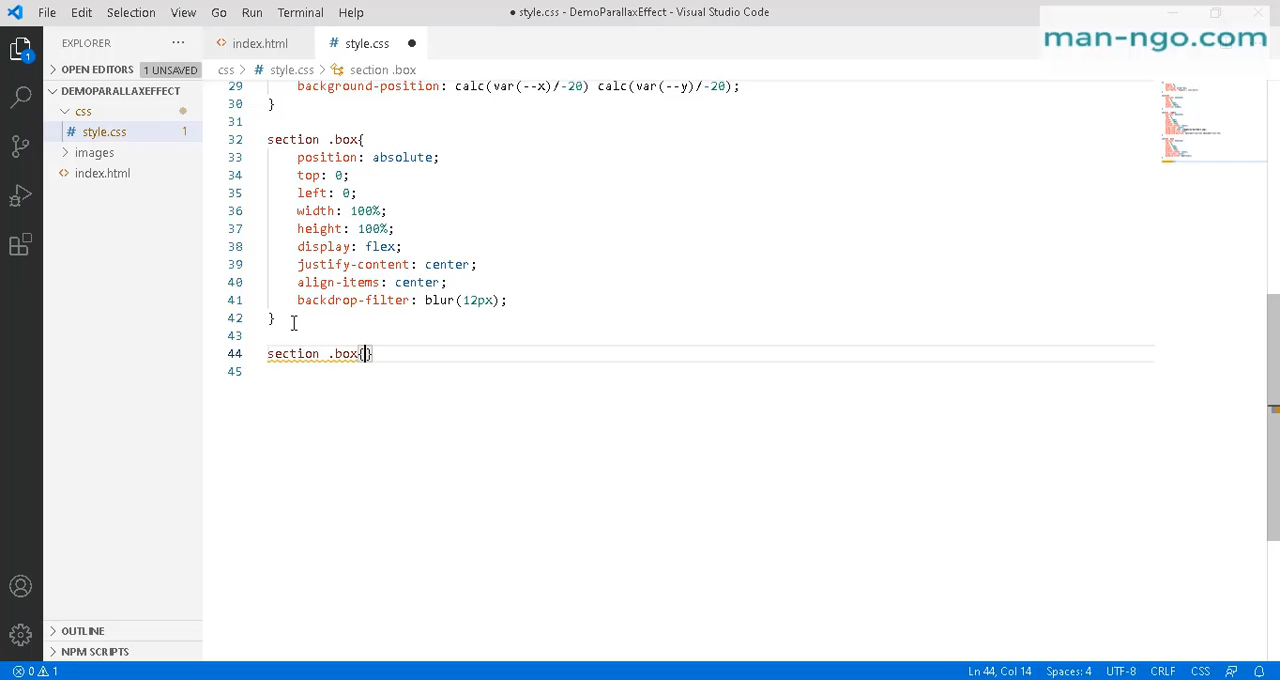 File Edit Selection View Go Run Terminal Help
● style.css - DemoParallaxEffect - Visual Studio Code
man-ngo.com
EXPLORER ···
index.html
# style.css ●
OPEN EDITORS 1 UNSAVED
css > # style.css > section .box
DEMOPARALLAXEFFECT
css
# style.css 1
images
index.html
29 background-position: calc(var(--x)/-20) calc(var(--y)/-20);
30 }
31
32 section .box{
33 position: absolute;
34 top: 0;
35 left: 0;
36 width: 100%;
37 height: 100%;
38 display: flex;
39 justify-content: center;
40 align-items: center;
41 backdrop-filter: blur(12px);
42 }
43
44 section .box{}
45
1
OUTLINE
NPM SCRIPTS
0 1
Ln 44, Col 14 Spaces: 4 UTF-8 CRLF CSS